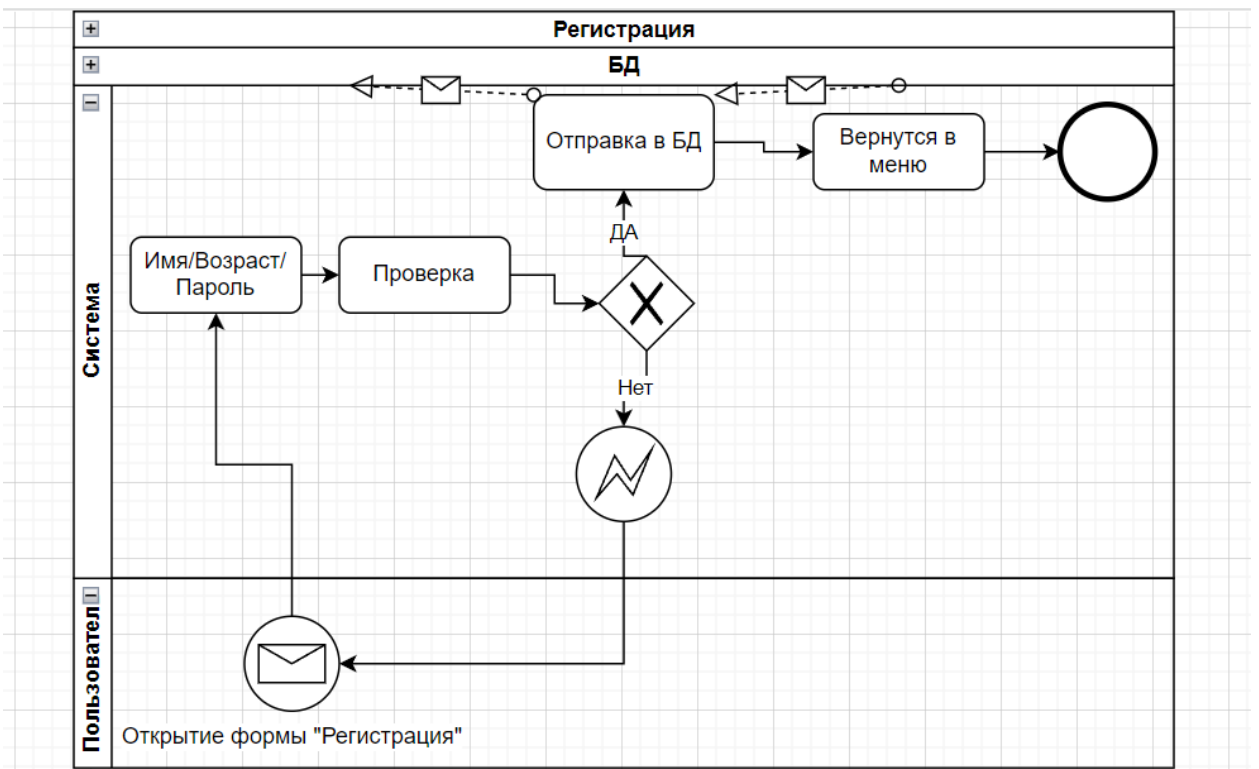 Регистрация
БД
Система
Отправка в БД
Вернутся в
меню
ДА
Имя/Возраст/
Пароль
Проверка
Нет
Пользовател
Открытие формы "Регистрация"